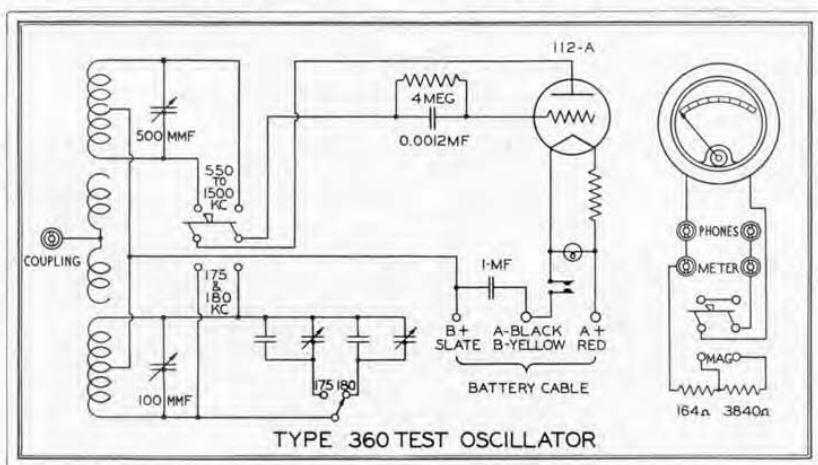 112-A
4 MEG
0.0012MF
500 MMF
550
TO
1500
KC
COUPLING
175
&
180
KC
1-MF
B+
SLATE
A-BLACK
B-YELLOW
A+
RED
BATTERY CABLE
100 MMF
175 180
PHONES
METER
MAG
164Ω
3840Ω
TYPE 360 TEST OSCILLATOR